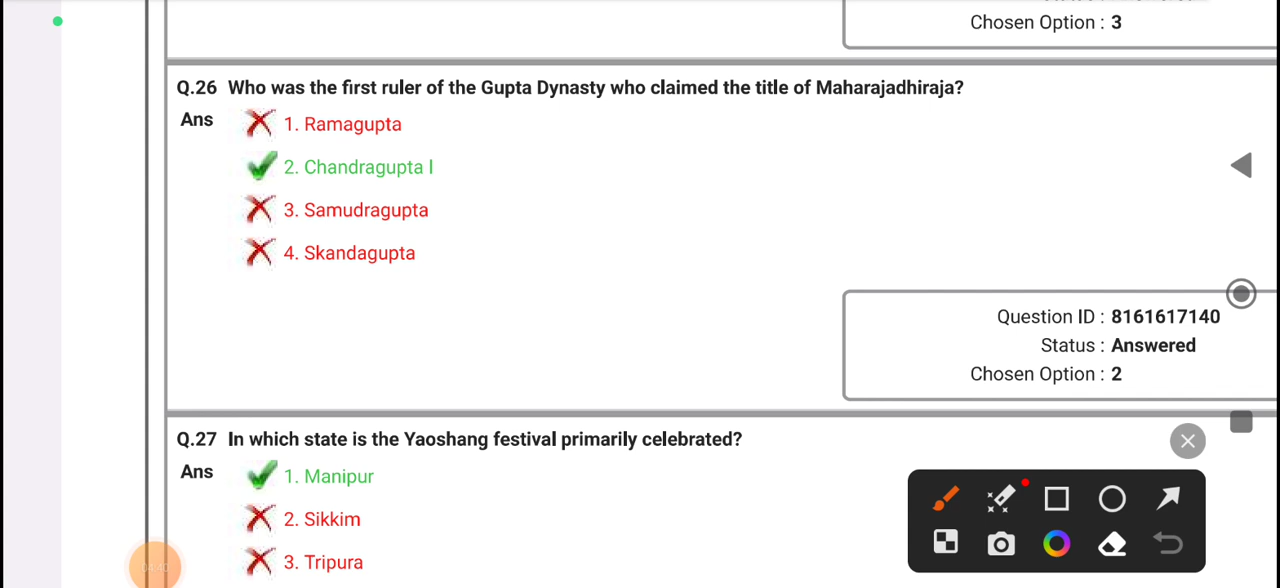 Chosen Option : 3
Q.26 Who was the first ruler of the Gupta Dynasty who claimed the title of Maharajadhiraja?
Ans
1. Ramagupta
2. Chandragupta I
3. Samudragupta
4. Skandagupta
Question ID : 8161617140
Status : Answered
Chosen Option : 2
Q.27 In which state is the Yaoshang festival primarily celebrated?
Ans
1. Manipur
2. Sikkim
3. Tripura
04:40